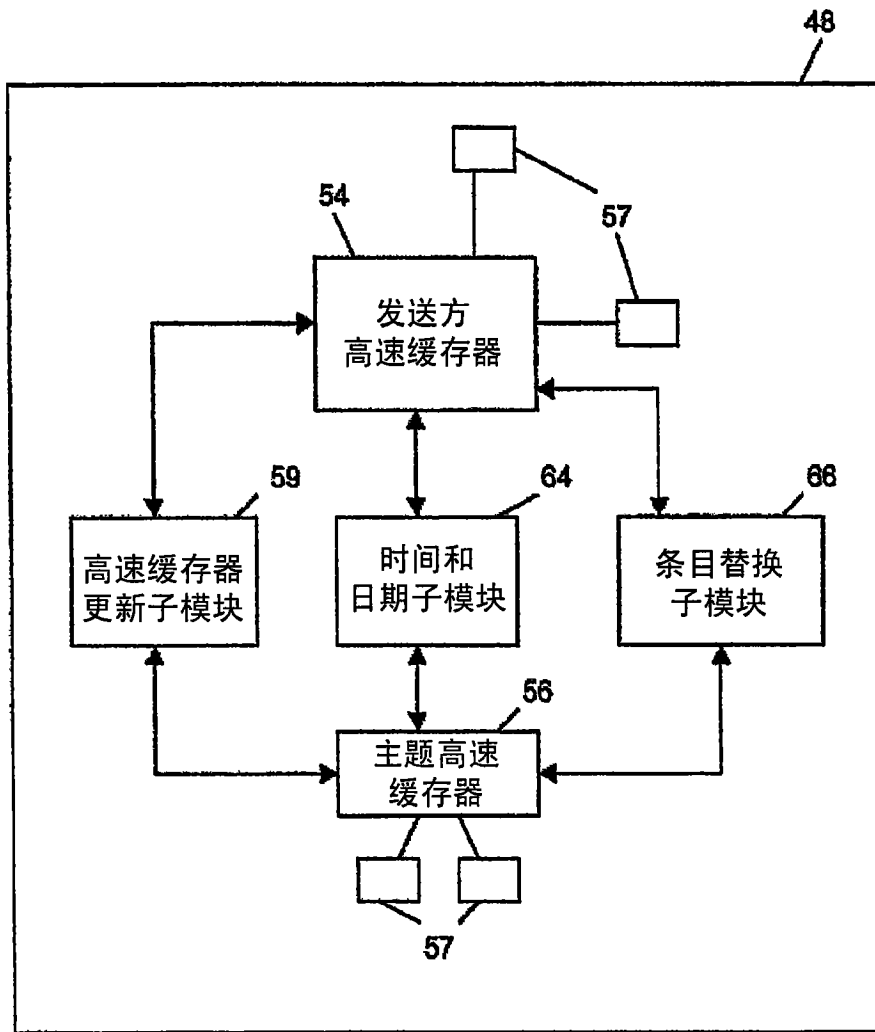 48
57
54
发送方
高速缓存器
59
高速缓存器
更新子模块
64
时间和
日期子模块
66
条目替换
子模块
56
主题高速
缓存器
57